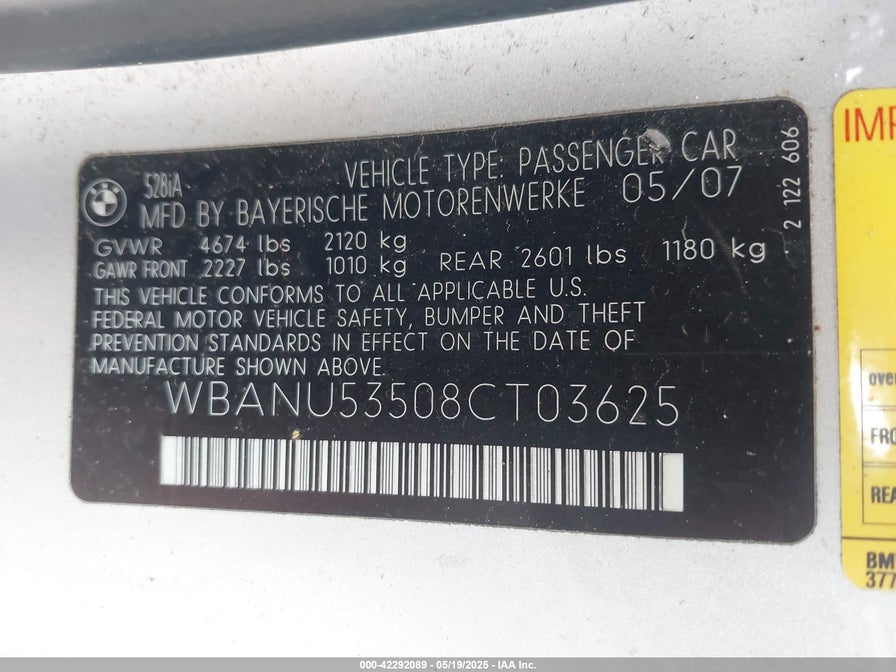 BMW
528iA
VEHICLE TYPE: PASSENGER CAR
MFD BY BAYERISCHE MOTORENWERKE 05/07
GVWR 4674 lbs 2120 kg
GAWR FRONT 2227 lbs 1010 kg REAR 2601 lbs 1180 kg
THIS VEHICLE CONFORMS TO ALL APPLICABLE U.S.
FEDERAL MOTOR VEHICLE SAFETY, BUMPER AND THEFT
PREVENTION STANDARDS IN EFFECT ON THE DATE OF
MANUFACTURE SHOWN ABOVE.
WBANU53508CT03625
2 122 606
IMP
over
FRO
REA
BM
377
000-42292089 - 05/19/2025 - IAA Inc.